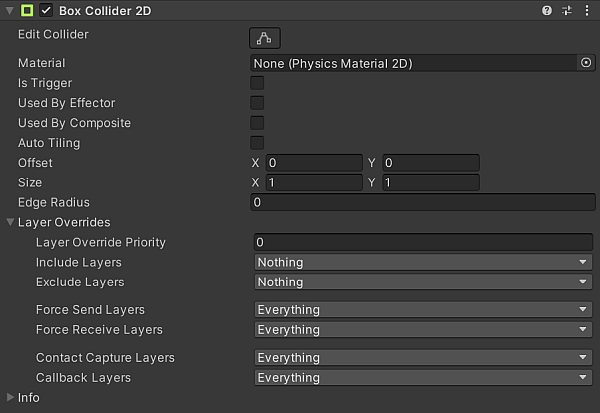 Box Collider 2D
Edit Collider
Material None (Physics Material 2D)
Is Trigger
Used By Effector
Used By Composite
Auto Tiling
Offset X 0 Y 0
Size X 1 Y 1
Edge Radius 0
Layer Overrides
Layer Override Priority 0
Include Layers Nothing
Exclude Layers Nothing
Force Send Layers Everything
Force Receive Layers Everything
Contact Capture Layers Everything
Callback Layers Everything
Info